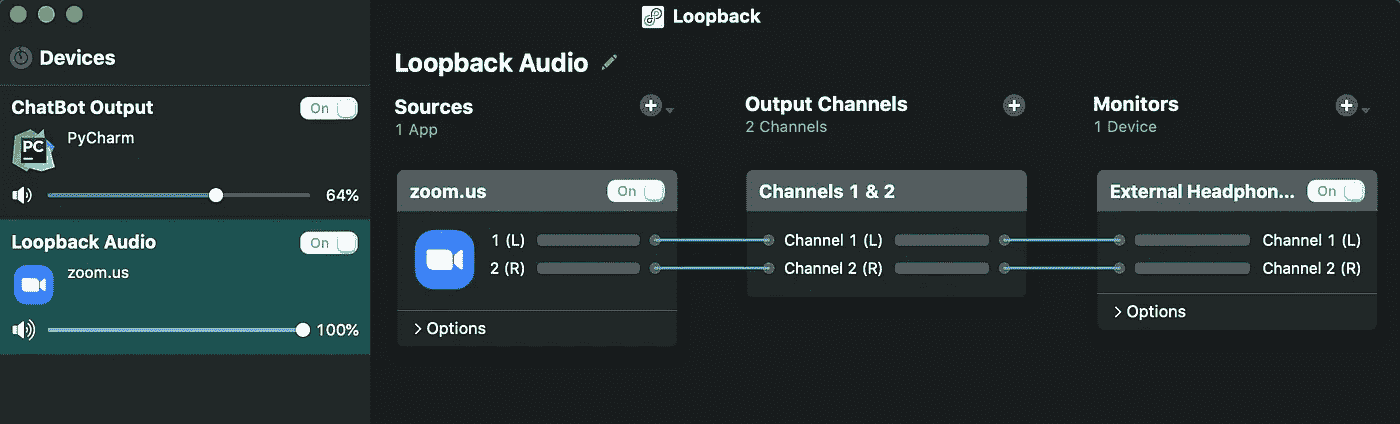 Loopback
Devices
ChatBot Output
On
PC
PyCharm
64%
Loopback Audio
On
zoom.us
100%
Loopback Audio
Sources
1 App
Output Channels
2 Channels
Monitors
1 Device
zoom.us
On
1 (L)
2 (R)
Options
Channels 1 & 2
Channel 1 (L)
Channel 2 (R)
External Headphon...
On
Channel 1 (L)
Channel 2 (R)
Options